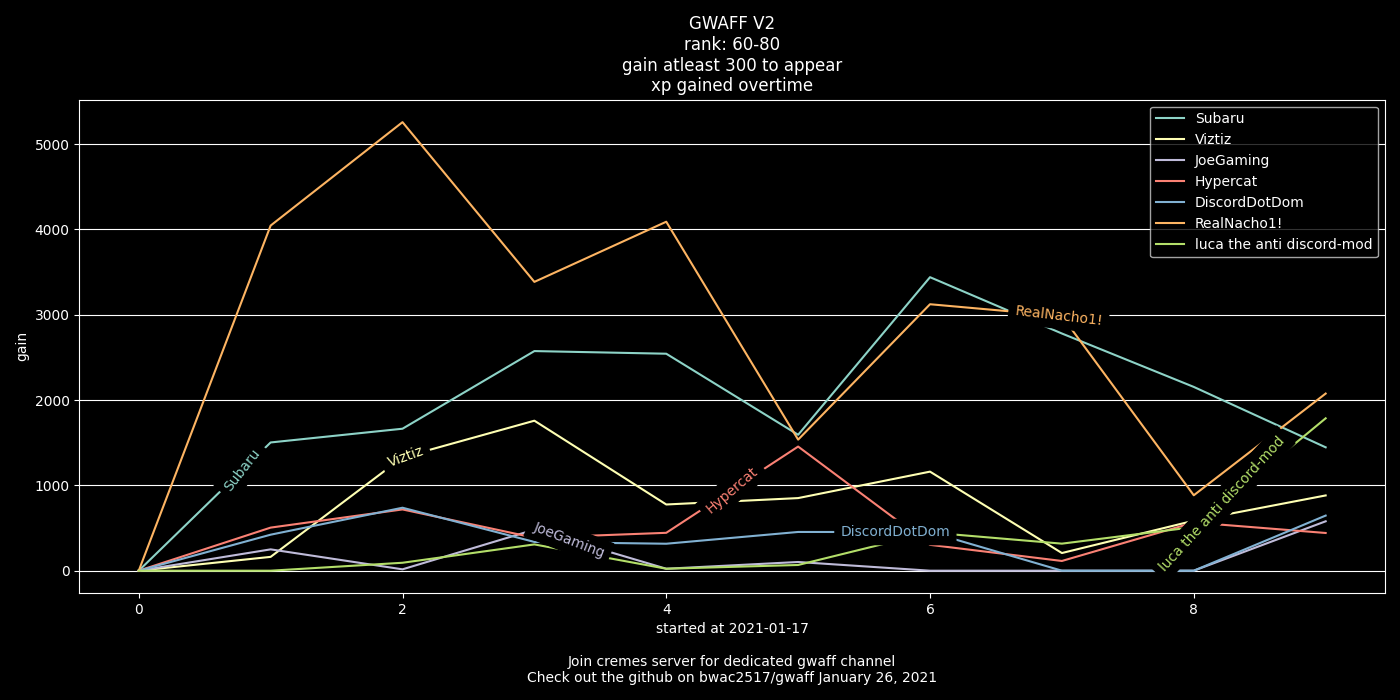 GWAFF V2
rank: 60-80
gain atleast 300 to appear
xp gained overtime
Subaru
Viztiz
JoeGaming
Hypercat
DiscordDotDom
RealNacho1!
luca the anti discord-mod
5000
4000
3000
2000
1000
0
gain
Subaru
Viztiz
JoeGaming
Hypercat
DiscordDotDom
RealNacho1!
luca the anti discord-mod
0 2 4 6 8
started at 2021-01-17
Join cremes server for dedicated gwaff channel
Check out the github on bwac2517/gwaff January 26, 2021